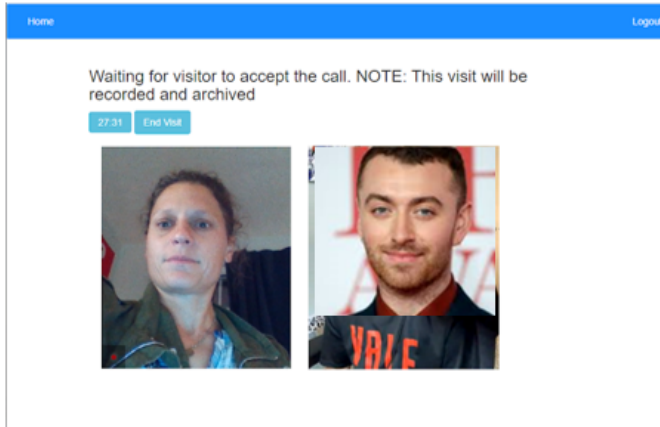 Home
Logou
Waiting for visitor to accept the call. NOTE: This visit will be
recorded and archived
27:31
End Visit
YALE